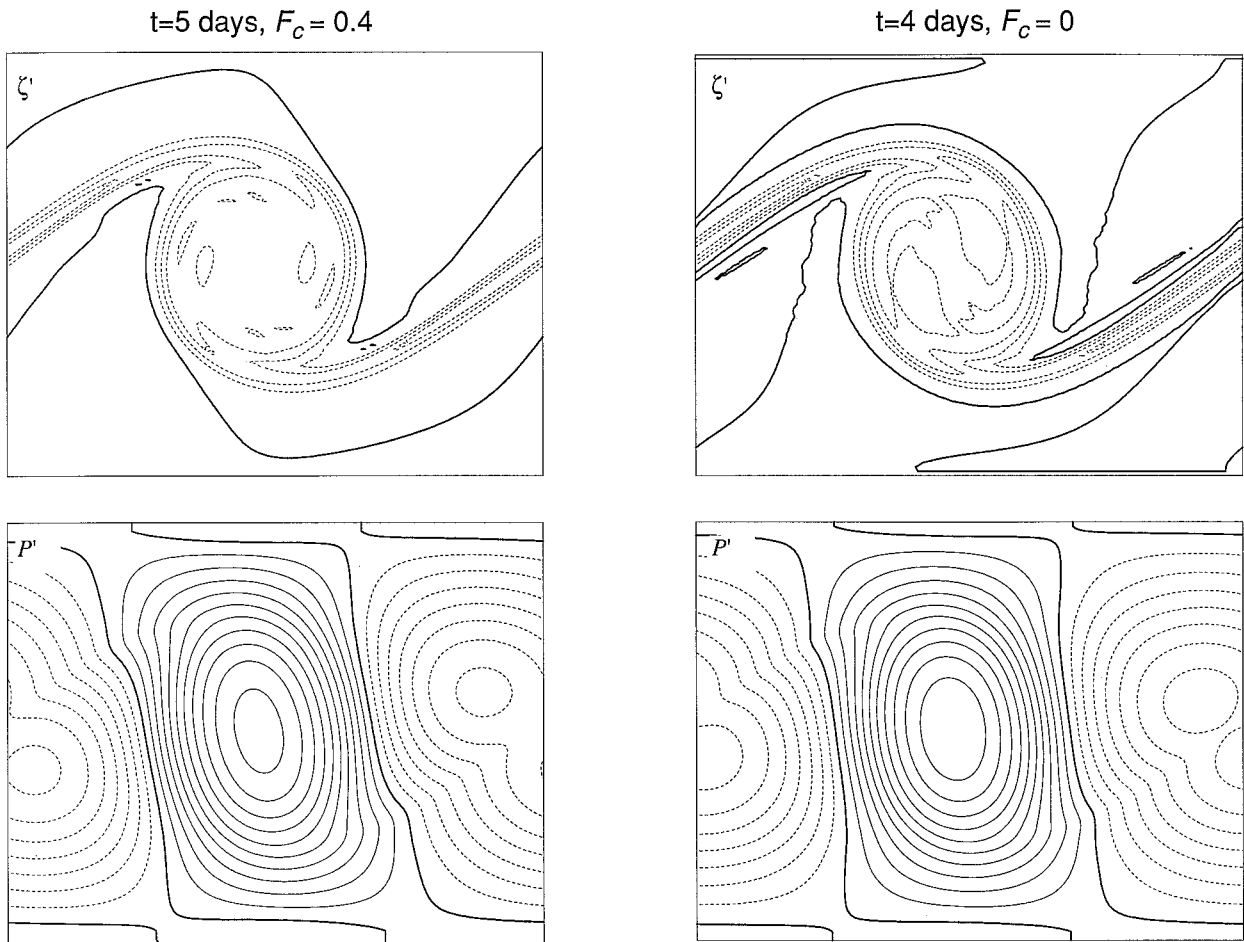 t=5 days, F_c = 0.4
t=4 days, F_c = 0
ζ'
ζ'
P'
P'